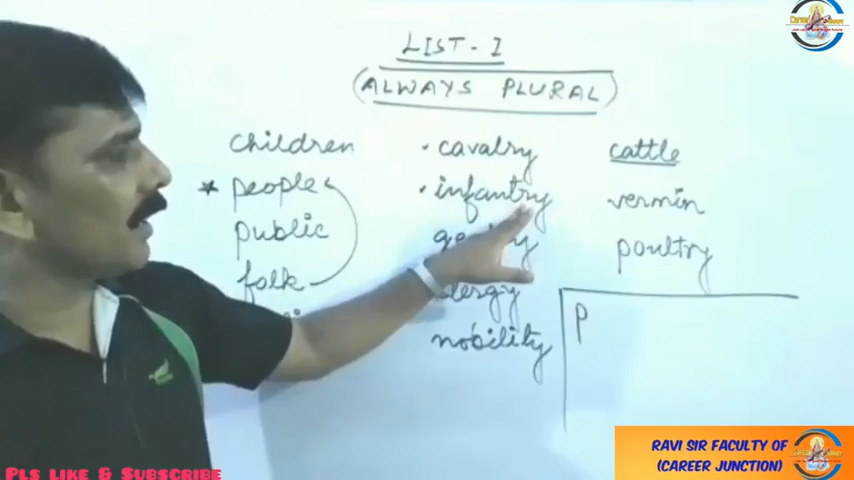 LIST-I
(ALWAYS PLURAL)
children
* people
public
folk
· cavalry
· infantry
clergy
nobility
cattle
vermin
poultry
P
RAVI SIR FACULTY OF
(CAREER JUNCTION)
PLS LIKE & SUBSCRIBE